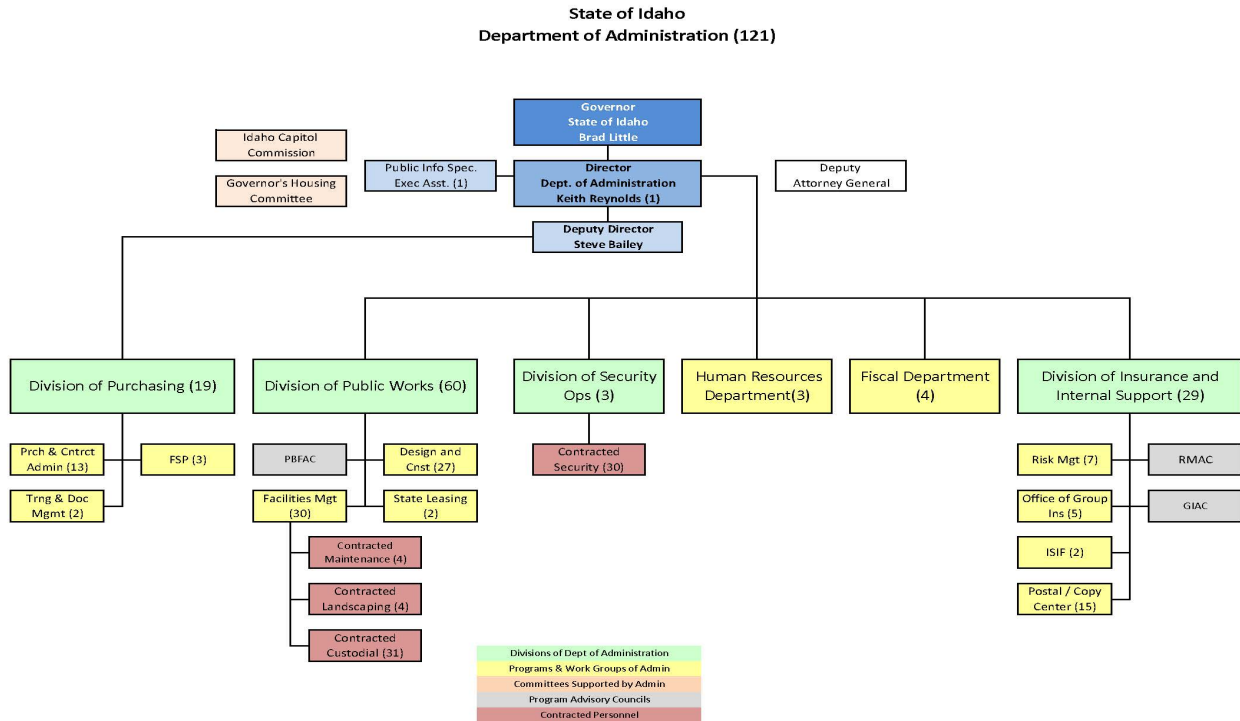 State of Idaho
Department of Administration (121)
Governor
State of Idaho
Brad Little
Idaho Capitol
Commission
Governor's Housing
Committee
Public Info Spec.
Exec Asst. (1)
Director
Dept. of Administration
Keith Reynolds (1)
Deputy
Attorney General
Deputy Director
Steve Bailey
Division of Purchasing (19)
Division of Public Works (60)
Division of Security
Ops (3)
Human Resources
Department(3)
Fiscal Department
(4)
Division of Insurance and
Internal Support (29)
Prch & Cntrct
Admin (13)
FSP (3)
Trng & Doc
Mgmt (2)
PBFAC
Design and
Cnst (27)
Facilities Mgt
(30)
State Leasing
(2)
Contracted
Maintenance (4)
Contracted
Landscaping (4)
Contracted
Custodial (31)
Contracted
Security (30)
Risk Mgt (7)
RMAC
Office of Group
Ins (5)
GIAC
ISIF (2)
Postal / Copy
Center (15)
Divisions of Dept of Administration
Programs & Work Groups of Admin
Committees Supported by Admin
Program Advisory Councils
Contracted Personnel